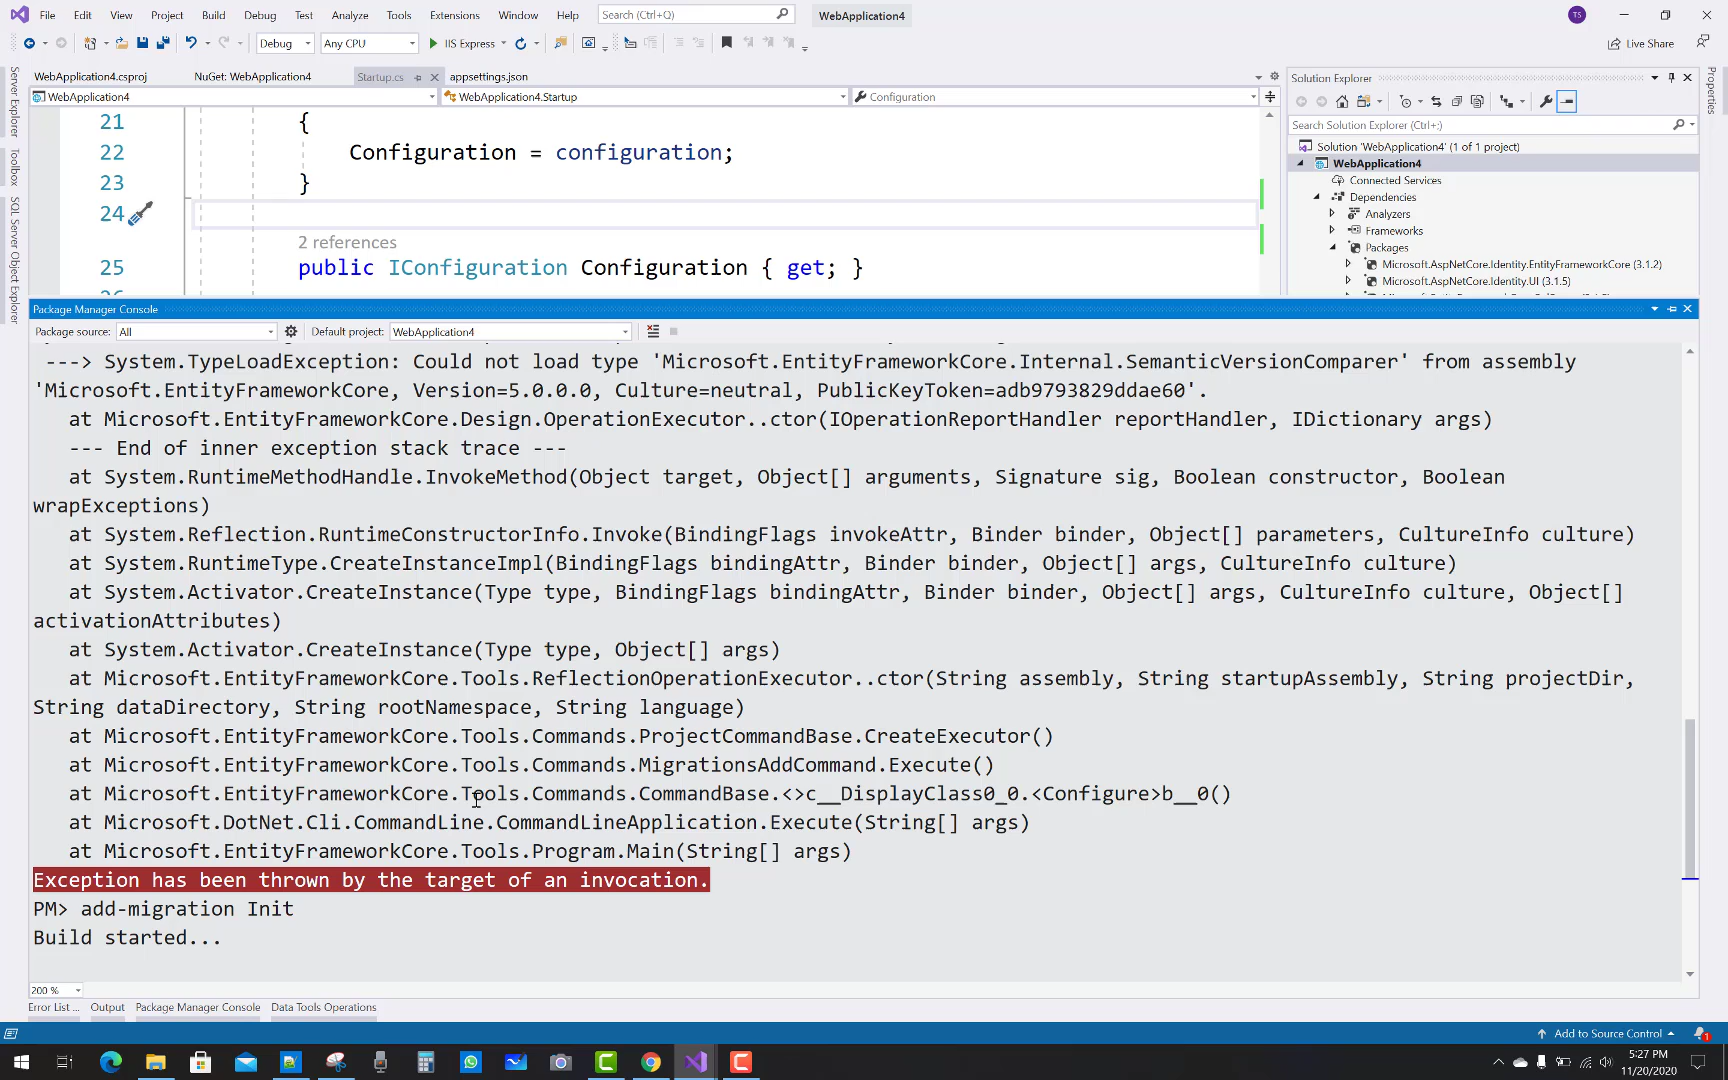 File Edit View Project Build Debug Test Analyze Tools Extensions Window Help Search (Ctrl+Q) WebApplication4 TS
Debug Any CPU IIS Express Live Share
WebApplication4.csproj NuGet: WebApplication4 Startup.cs appsettings.json
WebApplication4 WebApplication4.Startup Configuration
21 {
22 Configuration = configuration;
23 }
24
2 references
25 public IConfiguration Configuration { get; }
Server Explorer
Toolbox
SQL Server Object Explorer
Solution Explorer
Search Solution Explorer (Ctrl+;)
Solution 'WebApplication4' (1 of 1 project)
WebApplication4
Connected Services
Dependencies
Analyzers
Frameworks
Packages
Microsoft.AspNetCore.Identity.EntityFrameworkCore (3.1.2)
Microsoft.AspNetCore.Identity.UI (3.1.5)
Properties
Package Manager Console
Package source: All Default project: WebApplication4
---> System.TypeLoadException: Could not load type 'Microsoft.EntityFrameworkCore.Internal.SemanticVersionComparer' from assembly
'Microsoft.EntityFrameworkCore, Version=5.0.0.0, Culture=neutral, PublicKeyToken=adb9793829ddae60'.
at Microsoft.EntityFrameworkCore.Design.OperationExecutor..ctor(IOperationReportHandler reportHandler, IDictionary args)
--- End of inner exception stack trace ---
at System.RuntimeMethodHandle.InvokeMethod(Object target, Object[] arguments, Signature sig, Boolean constructor, Boolean
wrapExceptions)
at System.Reflection.RuntimeConstructorInfo.Invoke(BindingFlags invokeAttr, Binder binder, Object[] parameters, CultureInfo culture)
at System.RuntimeType.CreateInstanceImpl(BindingFlags bindingAttr, Binder binder, Object[] args, CultureInfo culture)
at System.Activator.CreateInstance(Type type, BindingFlags bindingAttr, Binder binder, Object[] args, CultureInfo culture, Object[]
activationAttributes)
at System.Activator.CreateInstance(Type type, Object[] args)
at Microsoft.EntityFrameworkCore.Tools.ReflectionOperationExecutor..ctor(String assembly, String startupAssembly, String projectDir,
String dataDirectory, String rootNamespace, String language)
at Microsoft.EntityFrameworkCore.Tools.Commands.ProjectCommandBase.CreateExecutor()
at Microsoft.EntityFrameworkCore.Tools.Commands.MigrationsAddCommand.Execute()
at Microsoft.EntityFrameworkCore.Tools.Commands.CommandBase.<>c__DisplayClass0_0.<Configure>b__0()
at Microsoft.DotNet.Cli.CommandLine.CommandLineApplication.Execute(String[] args)
at Microsoft.EntityFrameworkCore.Tools.Program.Main(String[] args)
Exception has been thrown by the target of an invocation.
PM> add-migration Init
Build started...
200 %
Error List ... Output Package Manager Console Data Tools Operations
Add to Source Control 1
5:27 PM
11/20/2020